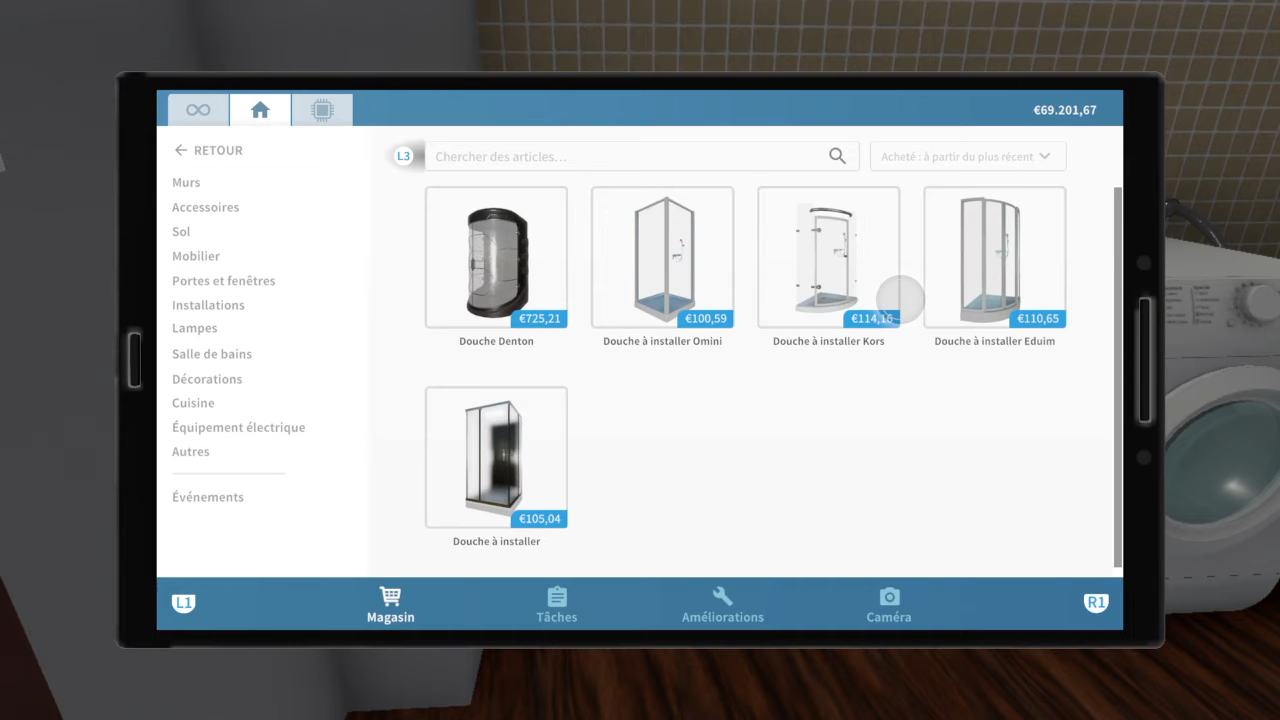 €69.201,67
RETOUR
Murs
Accessoires
Sol
Mobilier
Portes et fenêtres
Installations
Lampes
Salle de bains
Décorations
Cuisine
Équipement électrique
Autres
Événements
L3
Chercher des articles...
Acheté : à partir du plus récent
€725,21
Douche Denton
€100,59
Douche à installer Omini
€114,16
Douche à installer Kors
€110,65
Douche à installer Eduim
€105,04
Douche à installer
L1
Magasin
Tâches
Améliorations
Caméra
R1